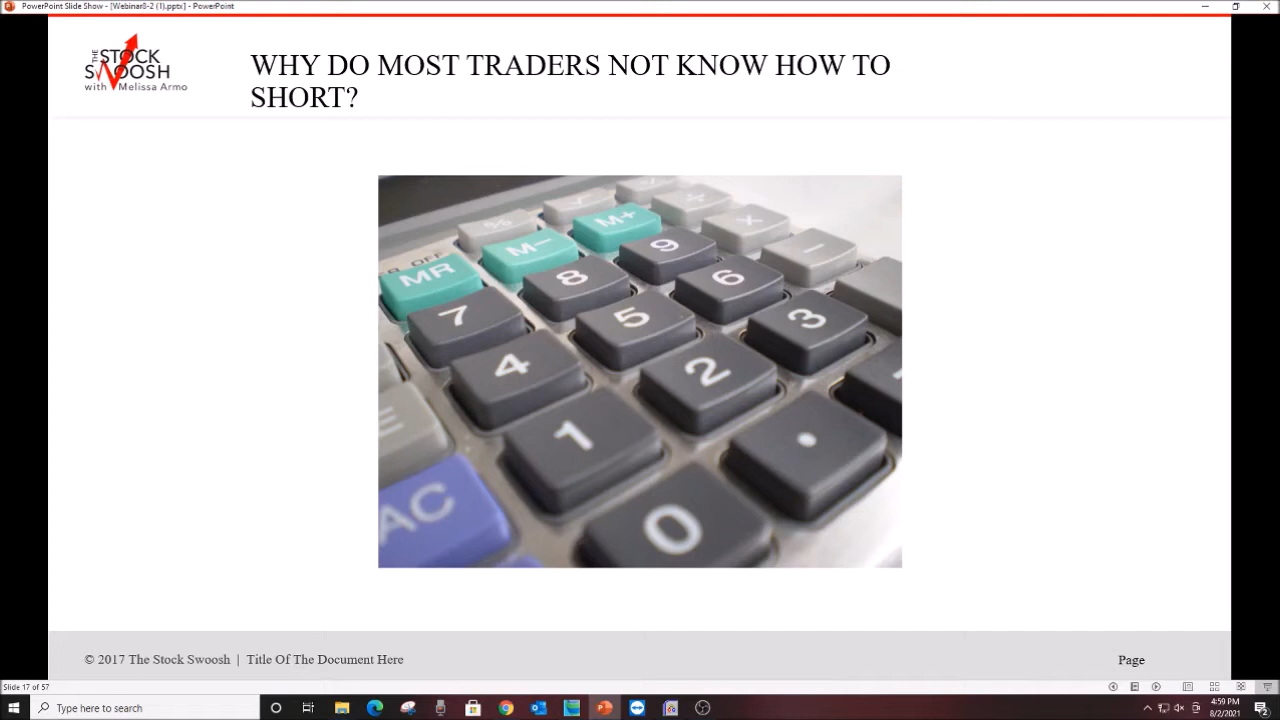 PowerPoint Slide Show - [Webinar8-2 (1).pptx] - PowerPoint
THE
STOCK
SWOOSH
with Melissa Armo
WHY DO MOST TRADERS NOT KNOW HOW TO
SHORT?
% √ M+ ÷
MR M− 9 ×
OFF
8 6 −
7 5 3
4 2
1 .
AC 0
© 2017 The Stock Swoosh | Title Of The Document Here
Page
Slide 17 of 57
Type here to search
4:59 PM
8/2/2021
2